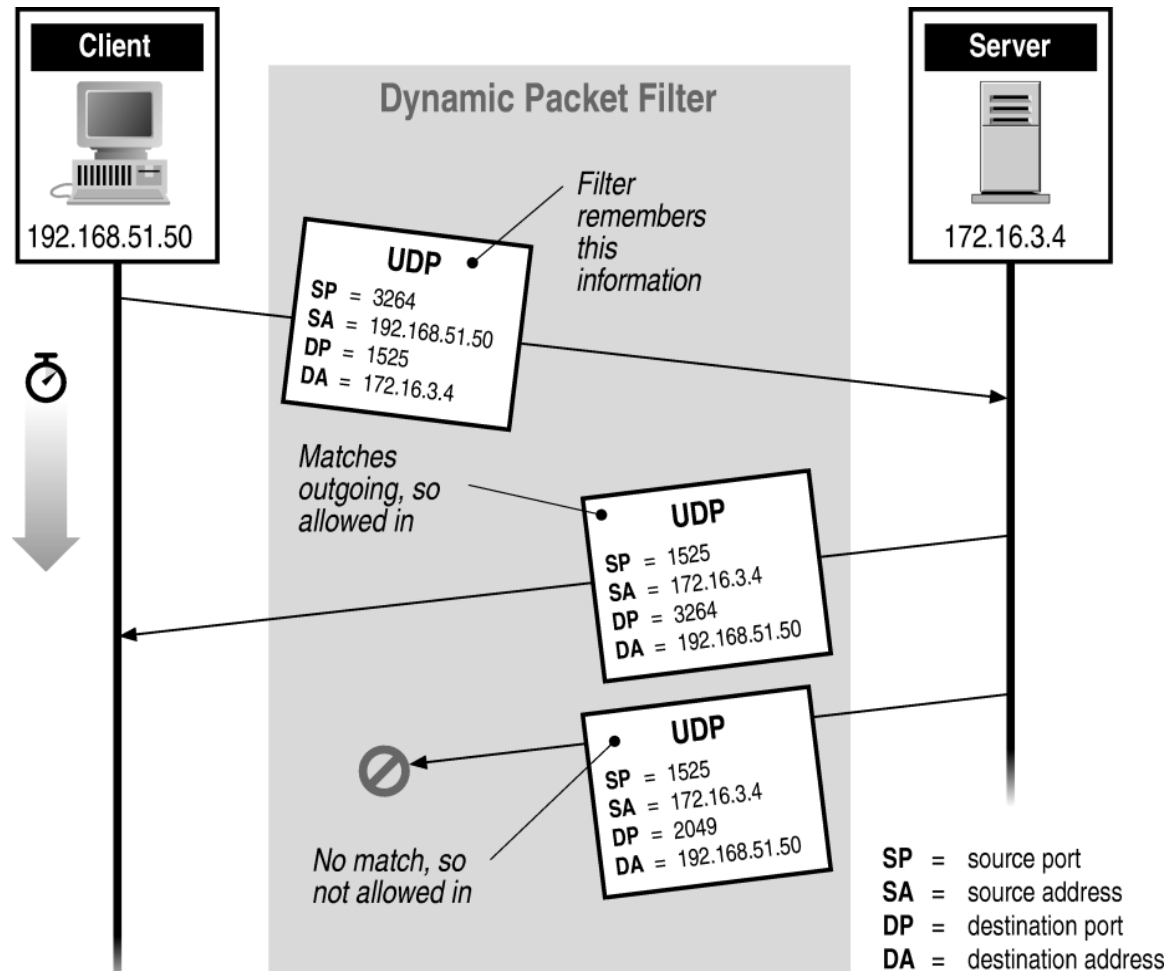 Client
192.168.51.50
Dynamic Packet Filter
Server
172.16.3.4
Filter
remembers
this
information
UDP
SP = 3264
SA = 192.168.51.50
DP = 1525
DA = 172.16.3.4
Matches
outgoing, so
allowed in
UDP
SP = 1525
SA = 172.16.3.4
DP = 3264
DA = 192.168.51.50
UDP
SP = 1525
SA = 172.16.3.4
DP = 2049
DA = 192.168.51.50
No match, so
not allowed in
SP = source port
SA = source address
DP = destination port
DA = destination address